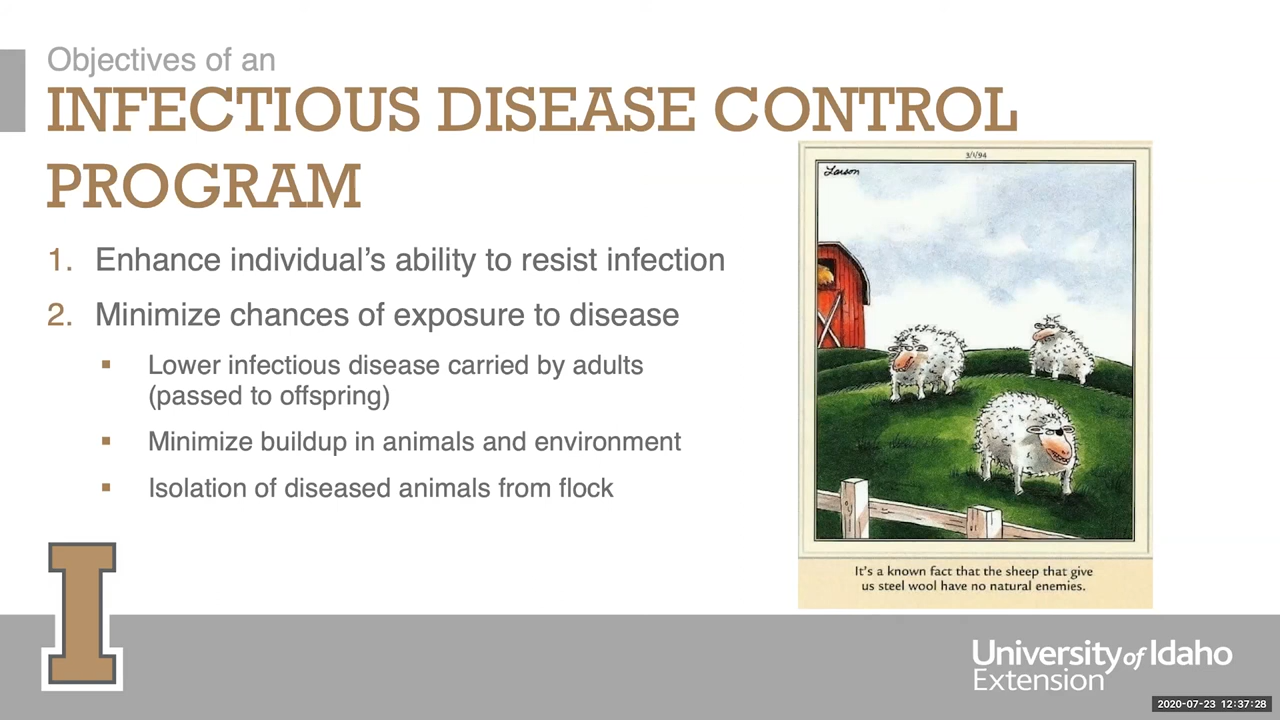 Objectives of an
INFECTIOUS DISEASE CONTROL
PROGRAM
1. Enhance individual's ability to resist infection
2. Minimize chances of exposure to disease
▪ Lower infectious disease carried by adults
(passed to offspring)
▪ Minimize buildup in animals and environment
▪ Isolation of diseased animals from flock
3/1/94
Larson
It's a known fact that the sheep that give
us steel wool have no natural enemies.
I
University of Idaho
Extension
2020-07-23 12:37:28